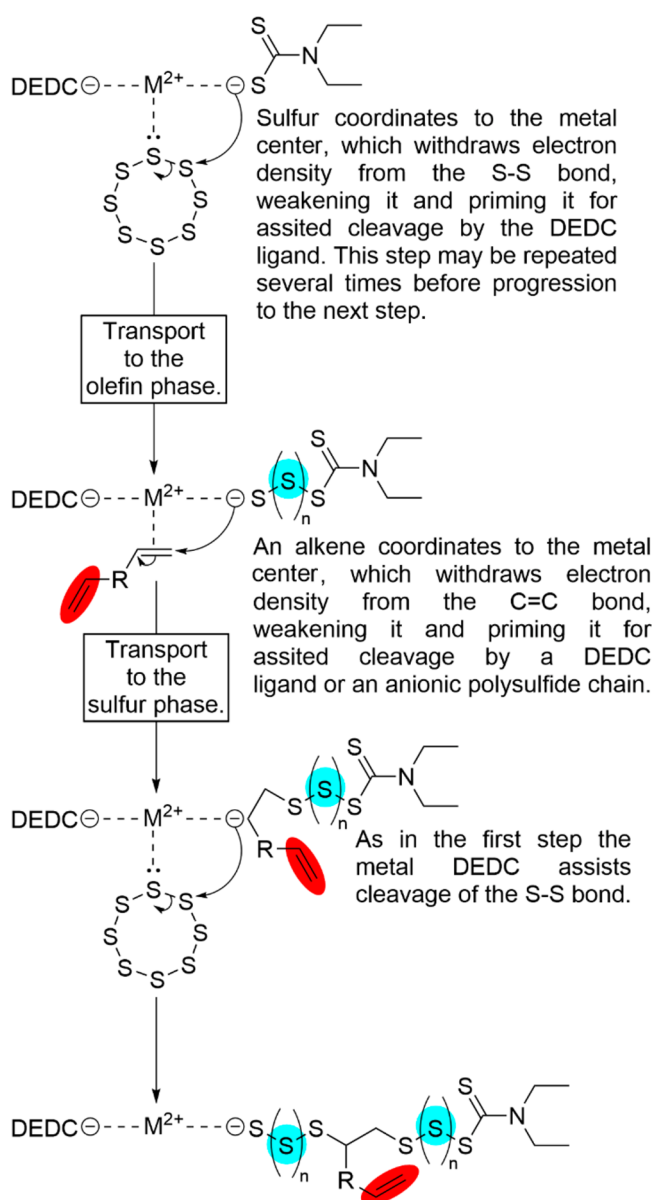 S
N
DEDC⊖---M2+---⊖S
S S S S S S S S
Sulfur coordinates to the metal
center, which withdraws electron
density from the S-S bond,
weakening it and priming it for
assited cleavage by the DEDC
ligand. This step may be repeated
several times before progression
to the next step.
Transport
to the
olefin phase.
S
N
DEDC⊖---M2+---⊖S(S)nS
R
An alkene coordinates to the metal
center, which withdraws electron
density from the C=C bond,
weakening it and priming it for
assited cleavage by a DEDC
ligand or an anionic polysulfide chain.
Transport
to the
sulfur phase.
S
N
S(S)nS
DEDC⊖---M2+---⊖
R
S S S S S S S S
As in the first step the
metal DEDC assists
cleavage of the S-S bond.
S
N
DEDC⊖---M2+---⊖S(S)nS S(S)nS
R